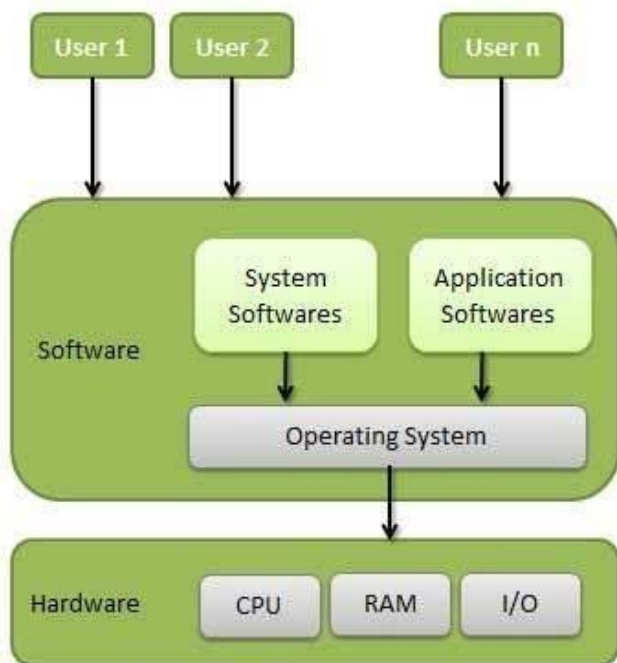 User 1
User 2
User n
System
Softwares
Application
Softwares
Software
Operating System
Hardware
CPU
RAM
I/O